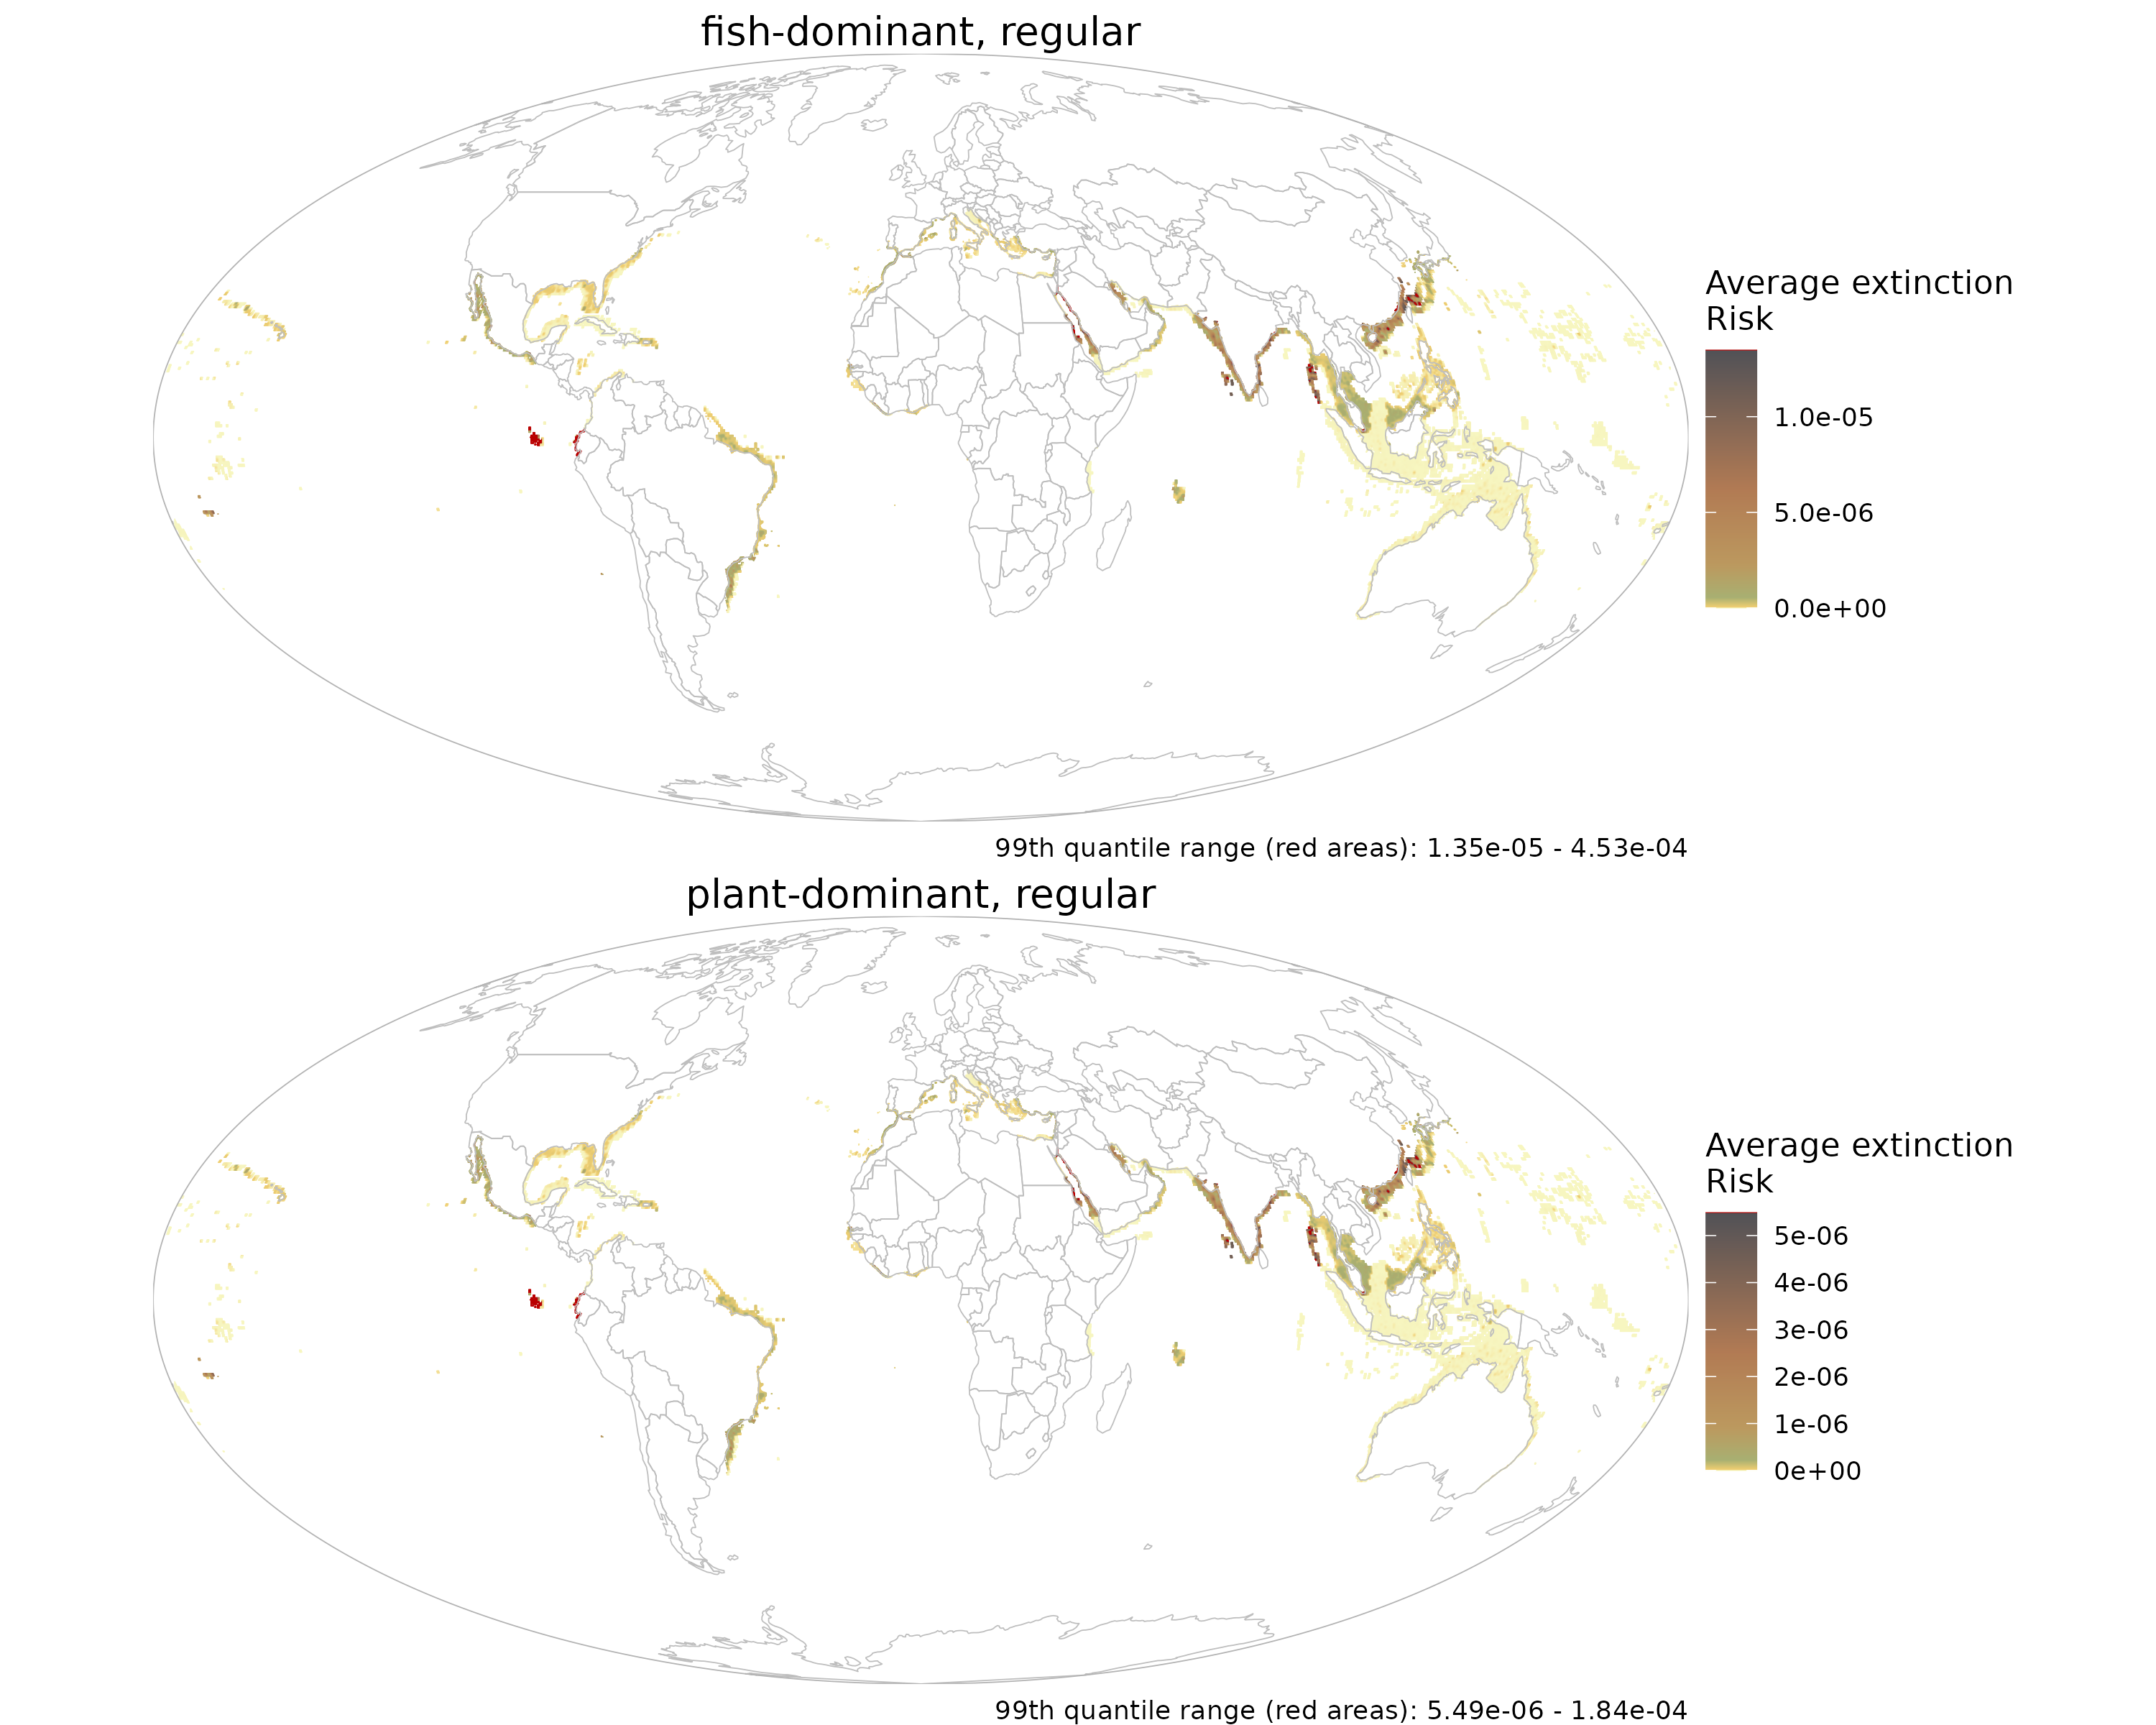 fish-dominant, regular
Average extinction
Risk
1.0e-05
5.0e-06
0.0e+00
99th quantile range (red areas): 1.35e-05 - 4.53e-04
plant-dominant, regular
Average extinction
Risk
5e-06
4e-06
3e-06
2e-06
1e-06
0e+00
99th quantile range (red areas): 5.49e-06 - 1.84e-04